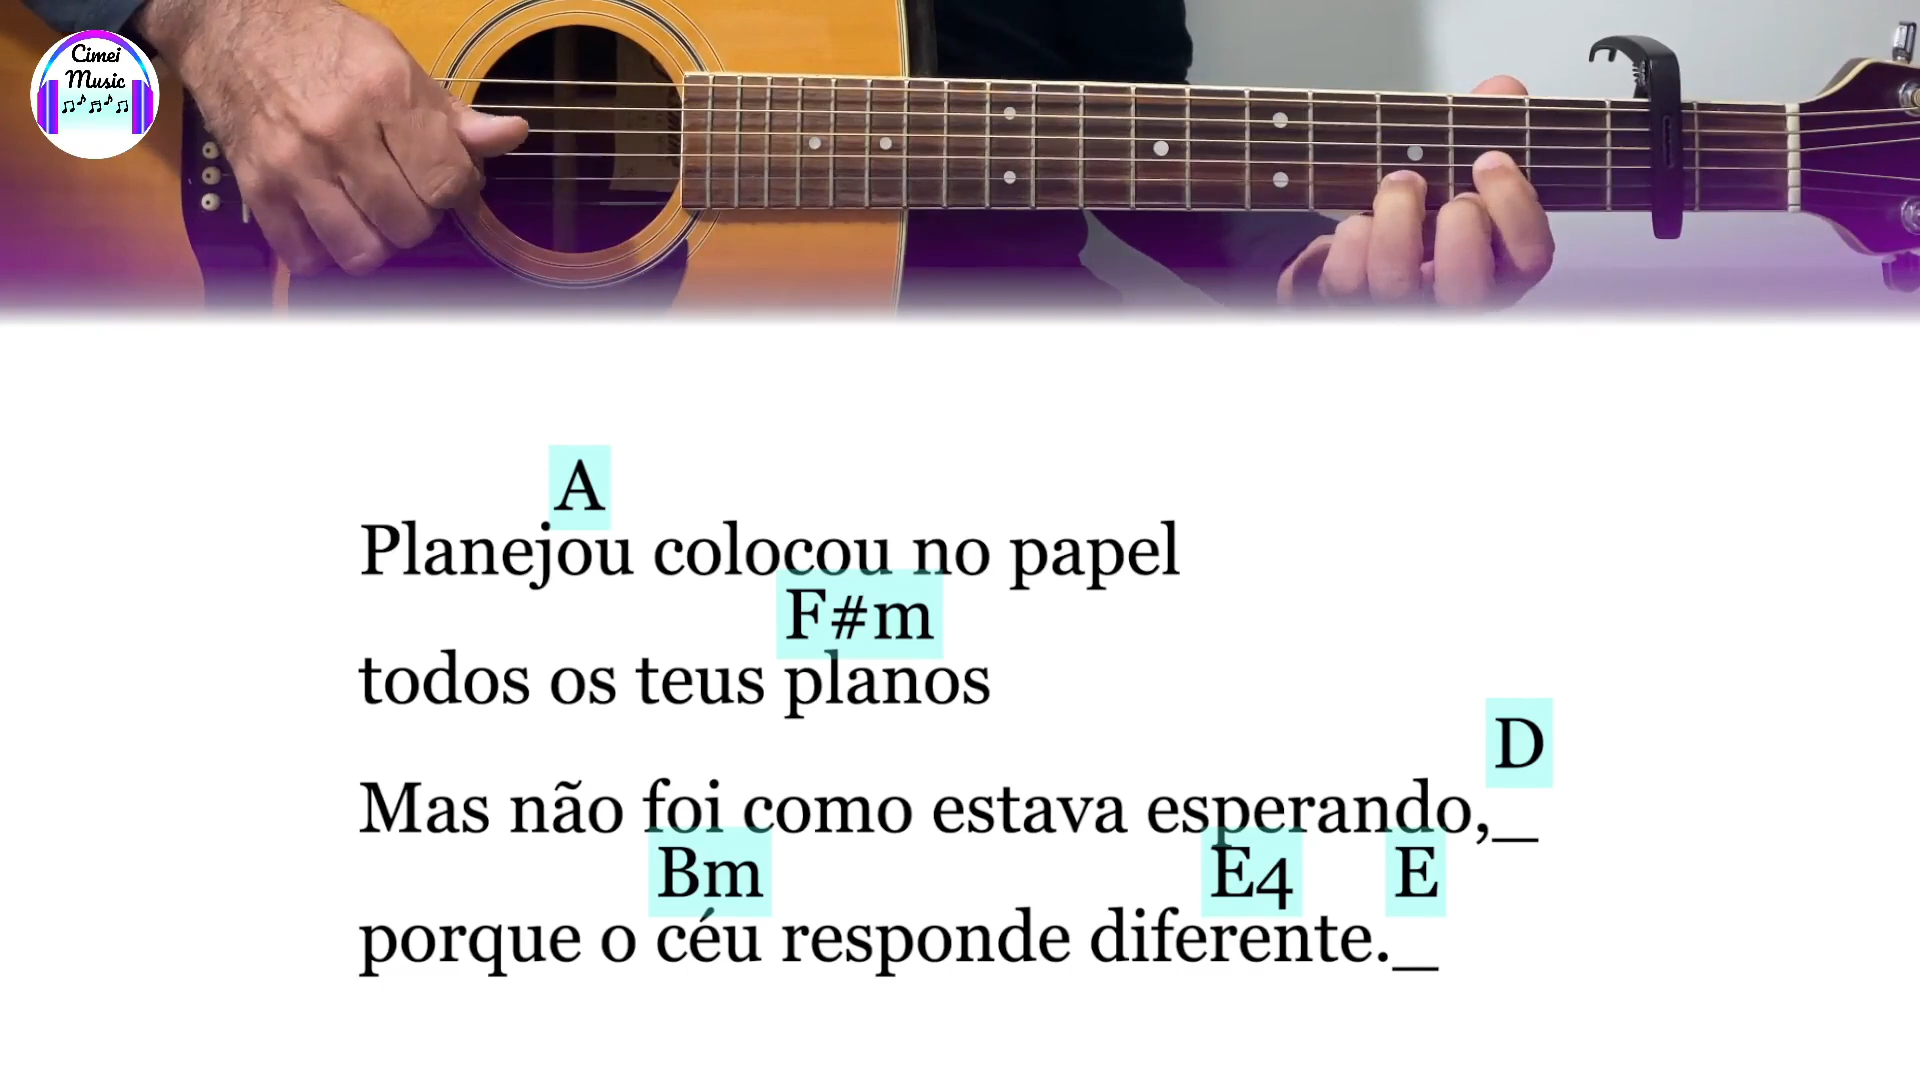 Cimei
Music
A
Planejou colocou no papel
F#m
todos os teus planos
D
Mas não foi como estava esperando,_
Bm E4 E
porque o céu responde diferente._